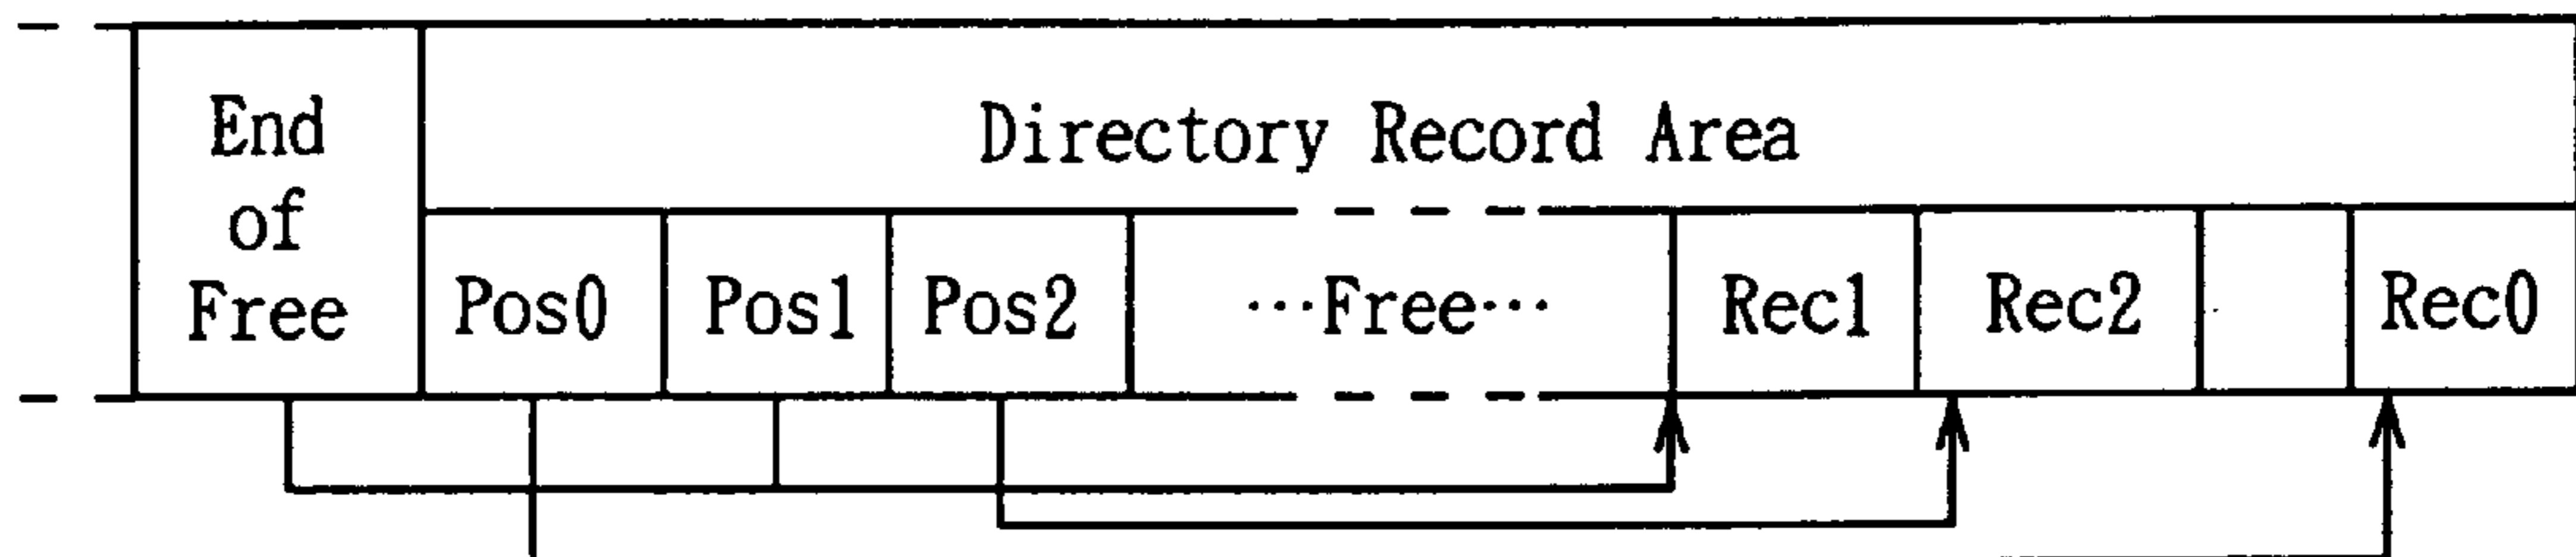 End
of
Free
Directory Record Area
Pos0
Pos1
Pos2
···Free···
Rec1
Rec2
Rec0